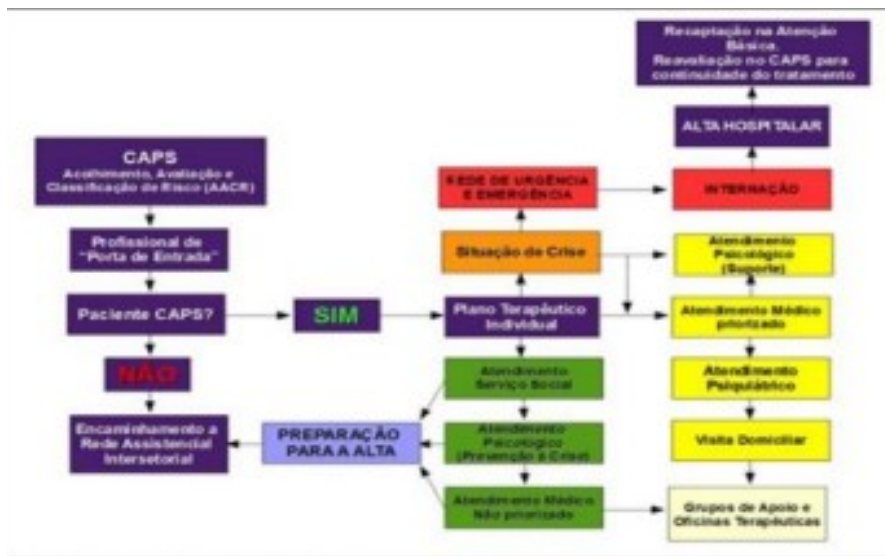 Recaptação na Atenção
Básica.
Reavaliação no CAPS para
continuidade do tratamento
ALTA HOSPITALAR
CAPS
Acolhimento, Avaliação e
Classificação de Risco (AACR)
REDE DE URGÊNCIA
E EMERGÊNCIA
INTERNAÇÃO
Profissional de
"Porta de Entrada"
Situação de Crise
Atendimento
Psicológico
(Suporte)
Paciente CAPS?
SIM
Plano Terapêutico
Individual
Atendimento Médico
priorizado
NÃO
Atendimento
Serviço Social
Atendimento
Psiquiátrico
Encaminhamento a
Rede Assistencial
Intersetorial
PREPARAÇÃO
PARA A ALTA
Atendimento
Psicológico
(Prevenção à Crise)
Visita Domiciliar
Atendimento Médico
Não priorizado
Grupos de Apoio e
Oficinas Terapêuticas